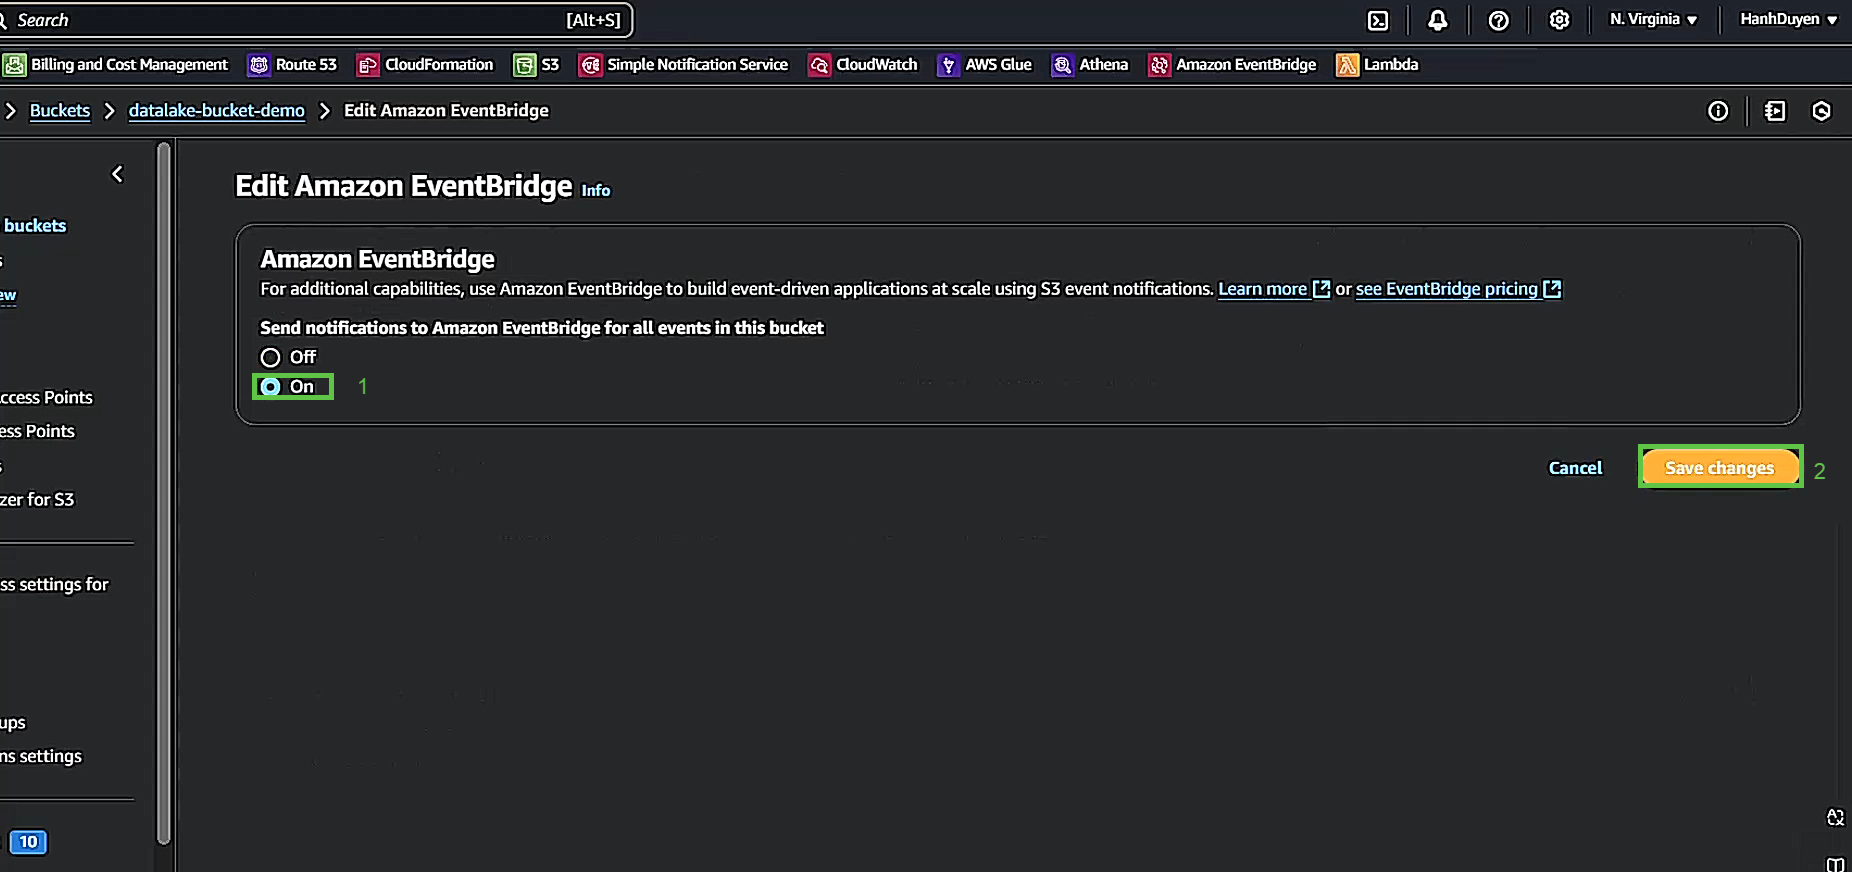 Search [Alt+S] N. Virginia HanhDuyen
Billing and Cost Management Route 53 CloudFormation S3 Simple Notification Service CloudWatch AWS Glue Athena Amazon EventBridge Lambda
Buckets datalake-bucket-demo Edit Amazon EventBridge
buckets
s
ew
ccess Points
ess Points
s
zer for S3
ss settings for
ups
ns settings
10
Edit Amazon EventBridge Info
Amazon EventBridge
For additional capabilities, use Amazon EventBridge to build event-driven applications at scale using S3 event notifications. Learn more or see EventBridge pricing
Send notifications to Amazon EventBridge for all events in this bucket
Off
On 1
Cancel Save changes 2